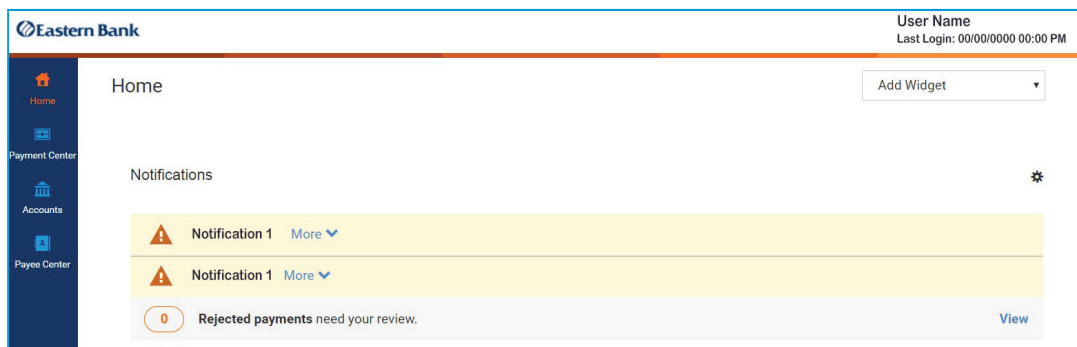 Eastern Bank
User Name
Last Login: 00/00/0000 00:00 PM
Home
Payment Center
Accounts
Payee Center
Home
Add Widget
Notifications
Notification 1 More
Notification 1 More
0 Rejected payments need your review. View